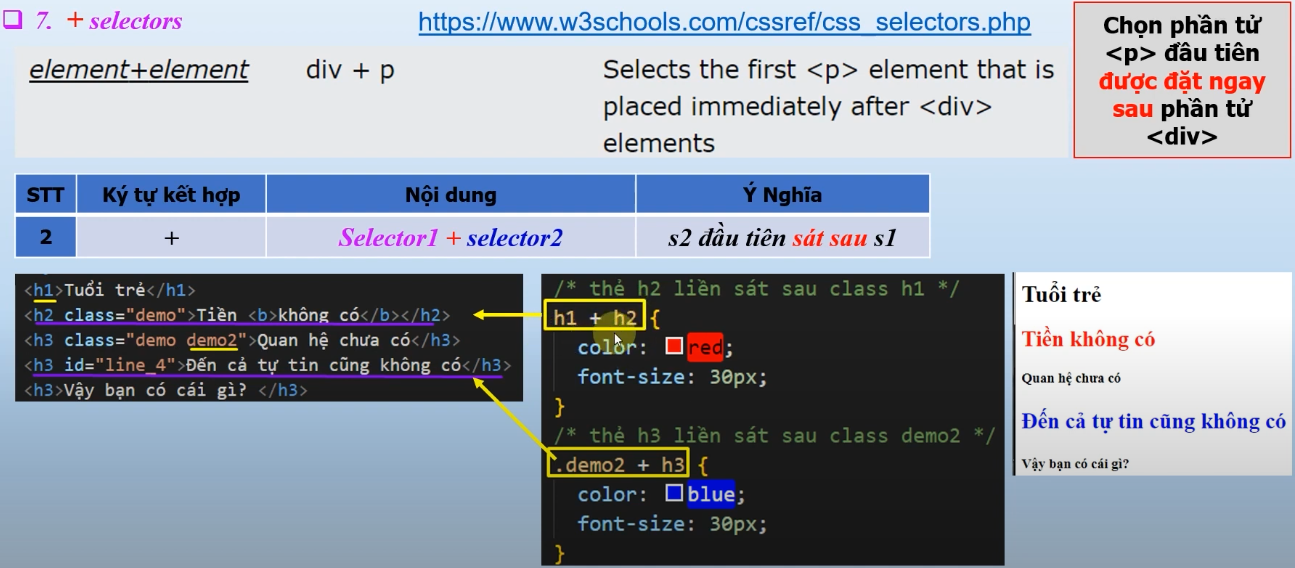 7. + selectors
https://www.w3schools.com/cssref/css_selectors.php
element+element div + p Selects the first <p> element that is
placed immediately after <div>
elements
Chọn phần tử
<p> đầu tiên
được đặt ngay
sau phần tử
<div>
STT Ký tự kết hợp Nội dung Ý Nghĩa
2 + Selector1 + selector2 s2 đầu tiên sát sau s1
<h1>Tuổi trẻ</h1>
<h2 class="demo">Tiền <b>không có</b></h2>
<h3 class="demo demo2">Quan hệ chưa có</h3>
<h3 id="line_4">Đến cả tự tin cũng không có</h3>
<h3>Vậy bạn có cái gì? </h3>
/* thẻ h2 liền sát sau class h1 */
h1 + h2 {
color: red;
font-size: 30px;
}
/* thẻ h3 liền sát sau class demo2 */
.demo2 + h3 {
color: blue;
font-size: 30px;
}
Tuổi trẻ
Tiền không có
Quan hệ chưa có
Đến cả tự tin cũng không có
Vậy bạn có cái gì?